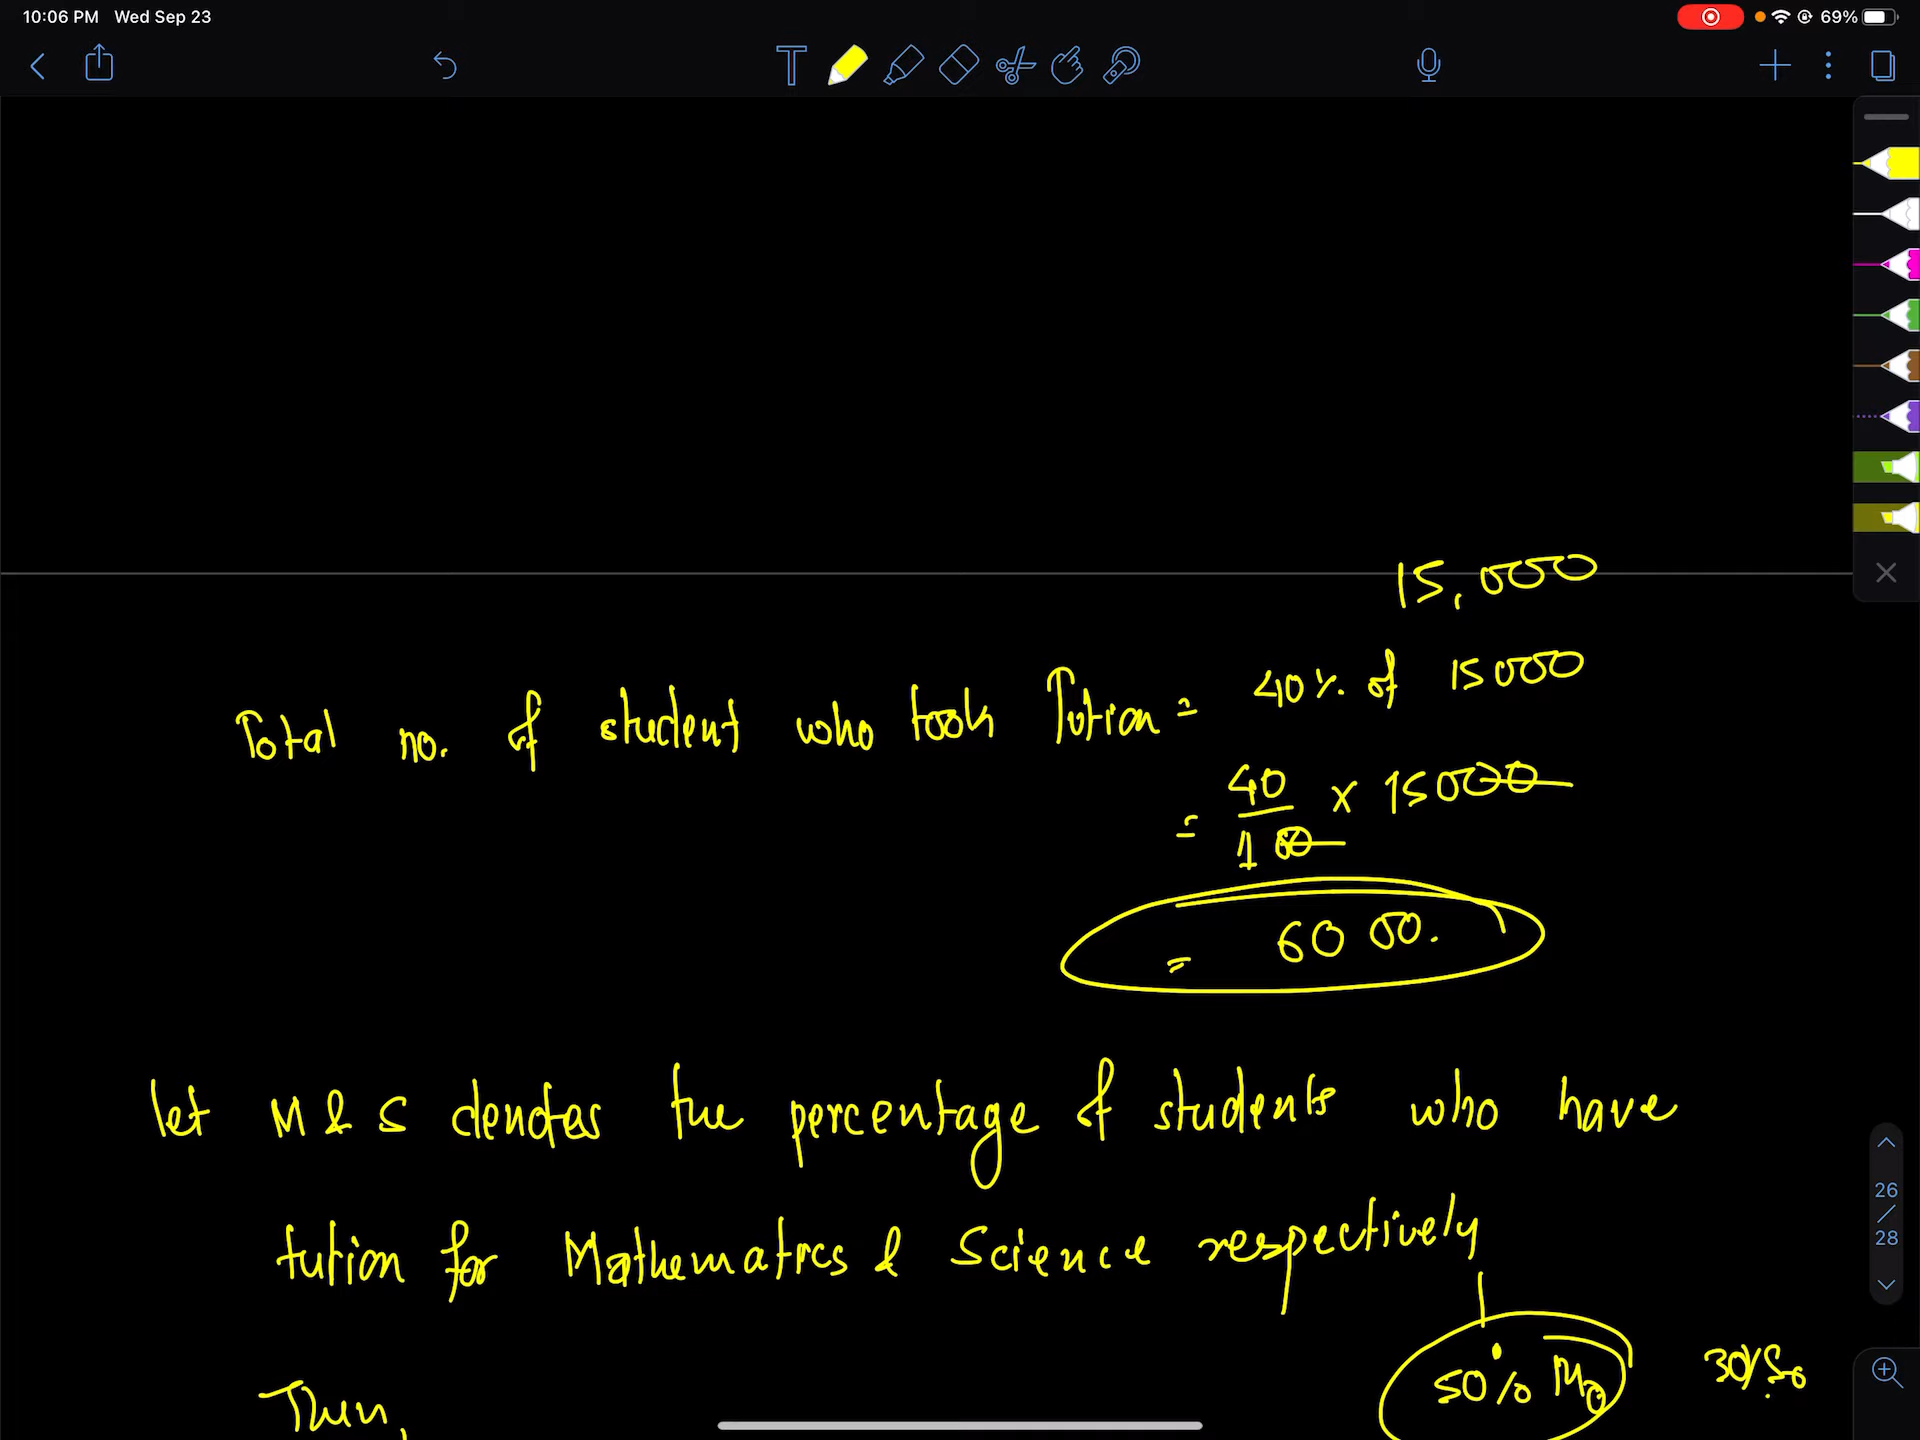 10:06 PM Wed Sep 23
69%
15,000
Total no. of student who took Tution = 40% of 15000
= 40/100 x 15000
= 6000.
let M & S denotes the percentage of students who have
tution for Mathematics & Science respectively
50% Mo 30% So
Then,
26
/
28